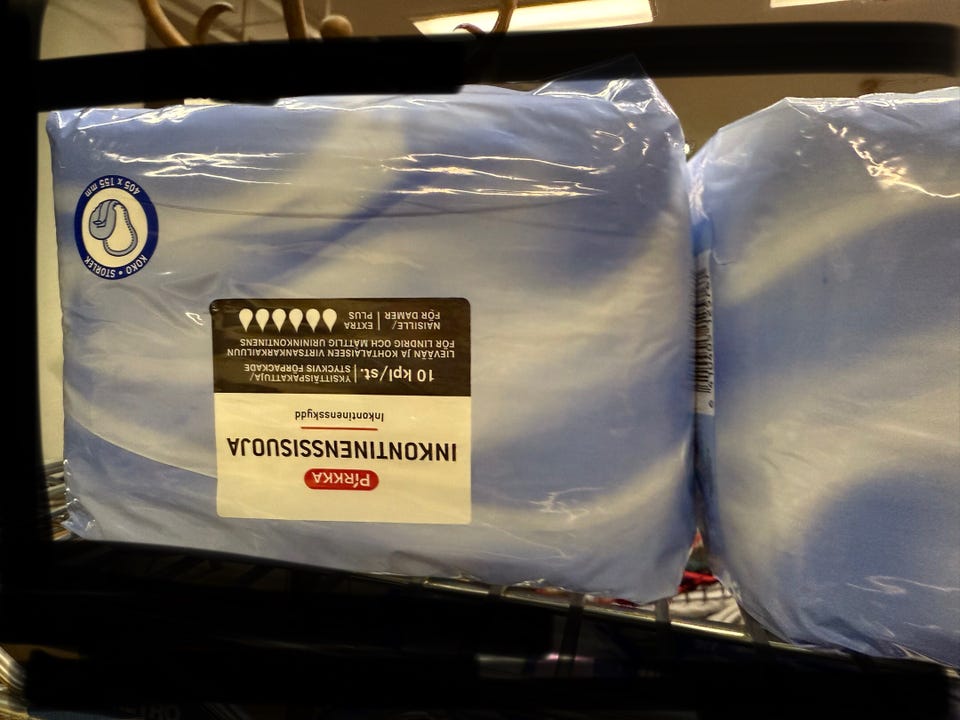 PIRKKA
INKONTINENSSISUOJA
Inkontinensskydd
10 kpl/st. YKSITTÄISPAKATTUJA/
STYCKVIS FÖRPACKADE
LIEVÄÄN JA KOHTALAISEEN VIRTSANKARKAILUUN
FÖR LINDRIG OCH MÅTTLIG URININKONTINENS
NAISILLE/ EXTRA
FÖR DAMER PLUS
KOKO • STORLEK
405 x 155 mm